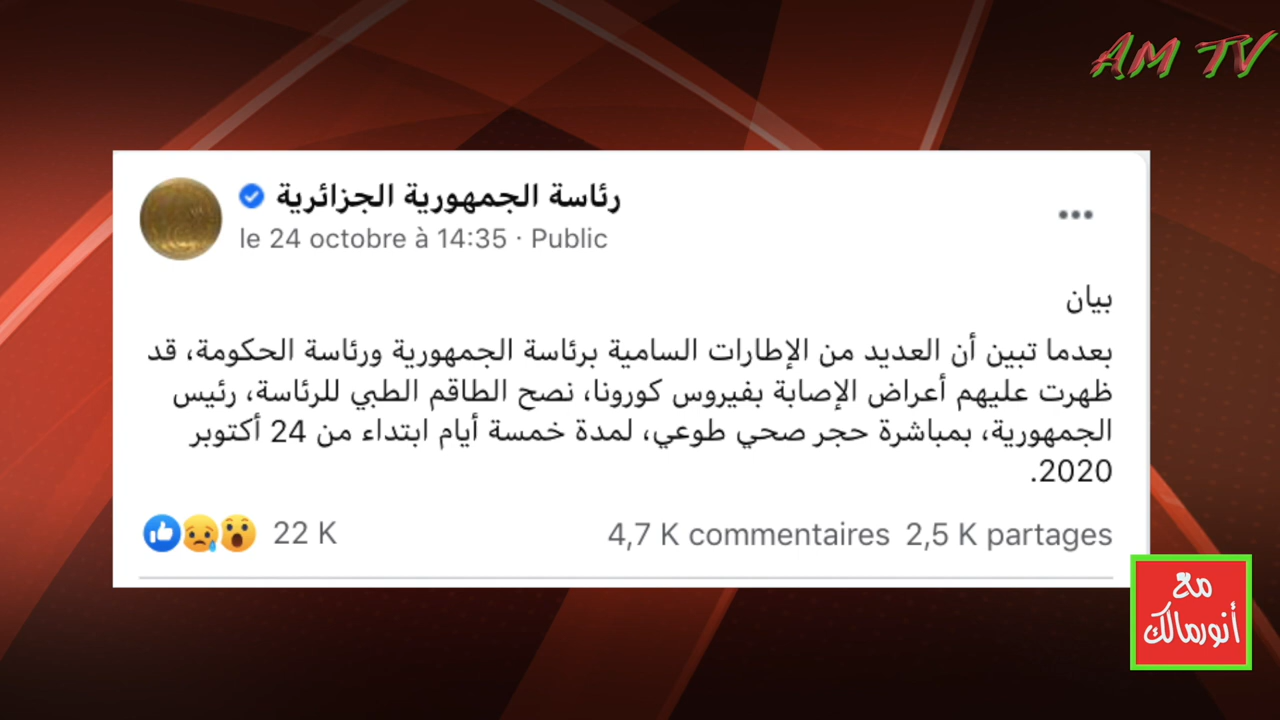 AM TV
رئاسة الجمهورية الجزائرية
le 24 octobre à 14:35 · Public
بيان
بعدما تبين أن العديد من الإطارات السامية برئاسة الجمهورية ورئاسة الحكومة، قد
ظهرت عليهم أعراض الإصابة بفيروس كورونا، نصح الطاقم الطبي للرئاسة، رئيس
الجمهورية، بمباشرة حجر صحي طوعي، لمدة خمسة أيام ابتداء من 24 أكتوبر
2020.
22 K 4,7 K commentaires 2,5 K partages
مع
أنورمالك